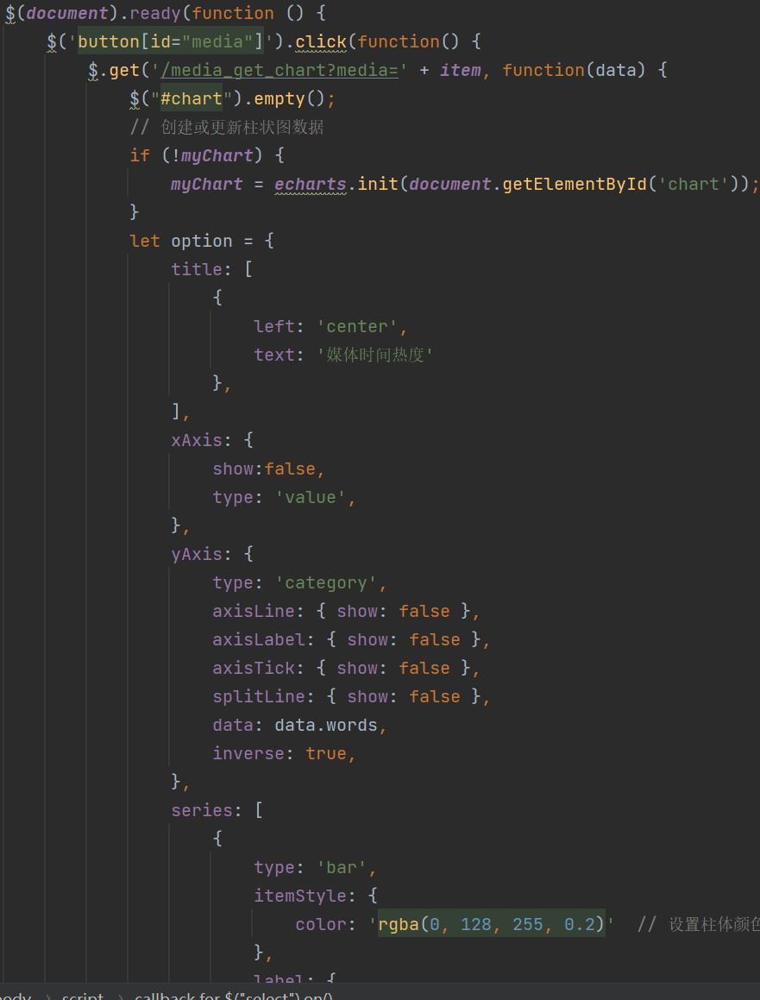 $(document).ready(function () {
$('button[id="media"]').click(function() {
$.get('/media_get_chart?media=' + item, function(data) {
$("#chart").empty();
// 创建或更新柱状图数据
if (!myChart) {
myChart = echarts.init(document.getElementById('chart'));
}
let option = {
title: [
{
left: 'center',
text: '媒体时间热度'
},
],
xAxis: {
show:false,
type: 'value',
},
yAxis: {
type: 'category',
axisLine: { show: false },
axisLabel: { show: false },
axisTick: { show: false },
splitLine: { show: false },
data: data.words,
inverse: true,
},
series: [
{
type: 'bar',
itemStyle: {
color: 'rgba(0, 128, 255, 0.2)' // 设置柱体颜色
},
label: {
body > script > callback for $("select").on()